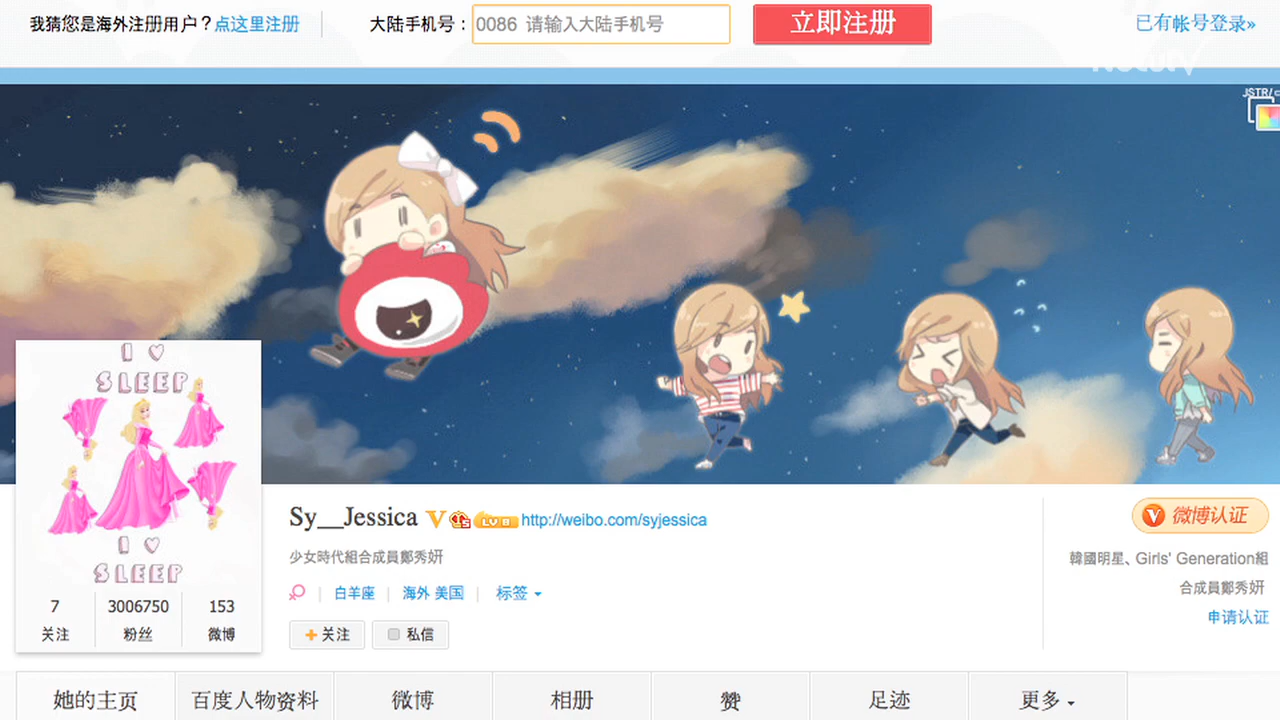 我猜您是海外注册用户？点这里注册
大陆手机号：
0086 请输入大陆手机号
立即注册
已有帐号登录»
JSTR/
I ♡
SLEEP
I ♡
SLEEP
7
3006750
153
关注
粉丝
微博
Sy__Jessica V LV 8 http://weibo.com/syjessica
少女時代組合成員鄭秀妍
白羊座
海外 美国
标签
+ 关注
私信
V 微博认证
韓國明星、Girls' Generation組
合成員鄭秀妍
申请认证
她的主页
百度人物资料
微博
相册
赞
足迹
更多